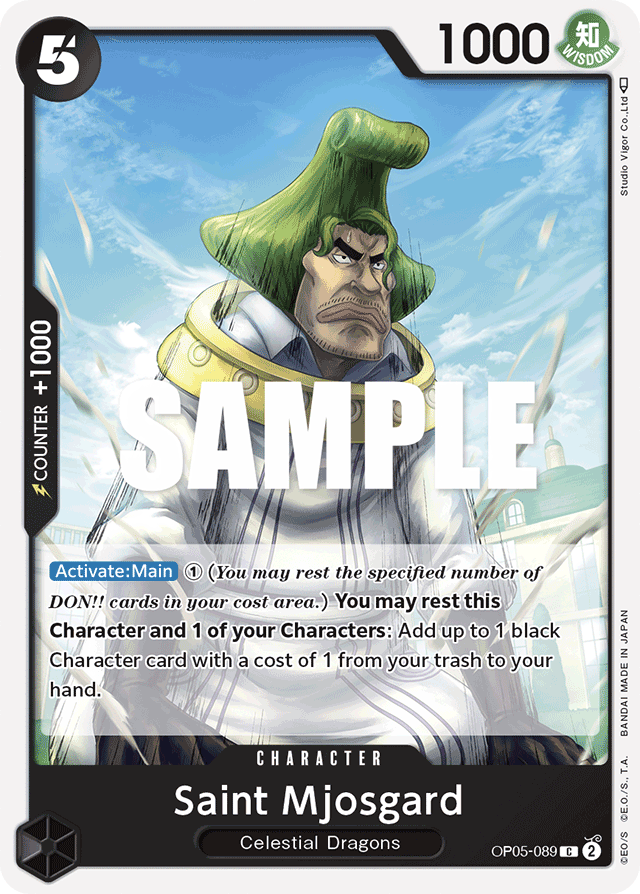 5
1000
知
WISDOM
Studio Vigor Co.,Ltd
COUNTER +1000
SAMPLE
Activate:Main ① (You may rest the specified number of
DON!! cards in your cost area.) You may rest this
Character and 1 of your Characters: Add up to 1 black
Character card with a cost of 1 from your trash to your
hand.
CHARACTER
Saint Mjosgard
Celestial Dragons
OP05-089 C 2
©EO/S ©E.O./S., T.A. BANDAI MADE IN JAPAN